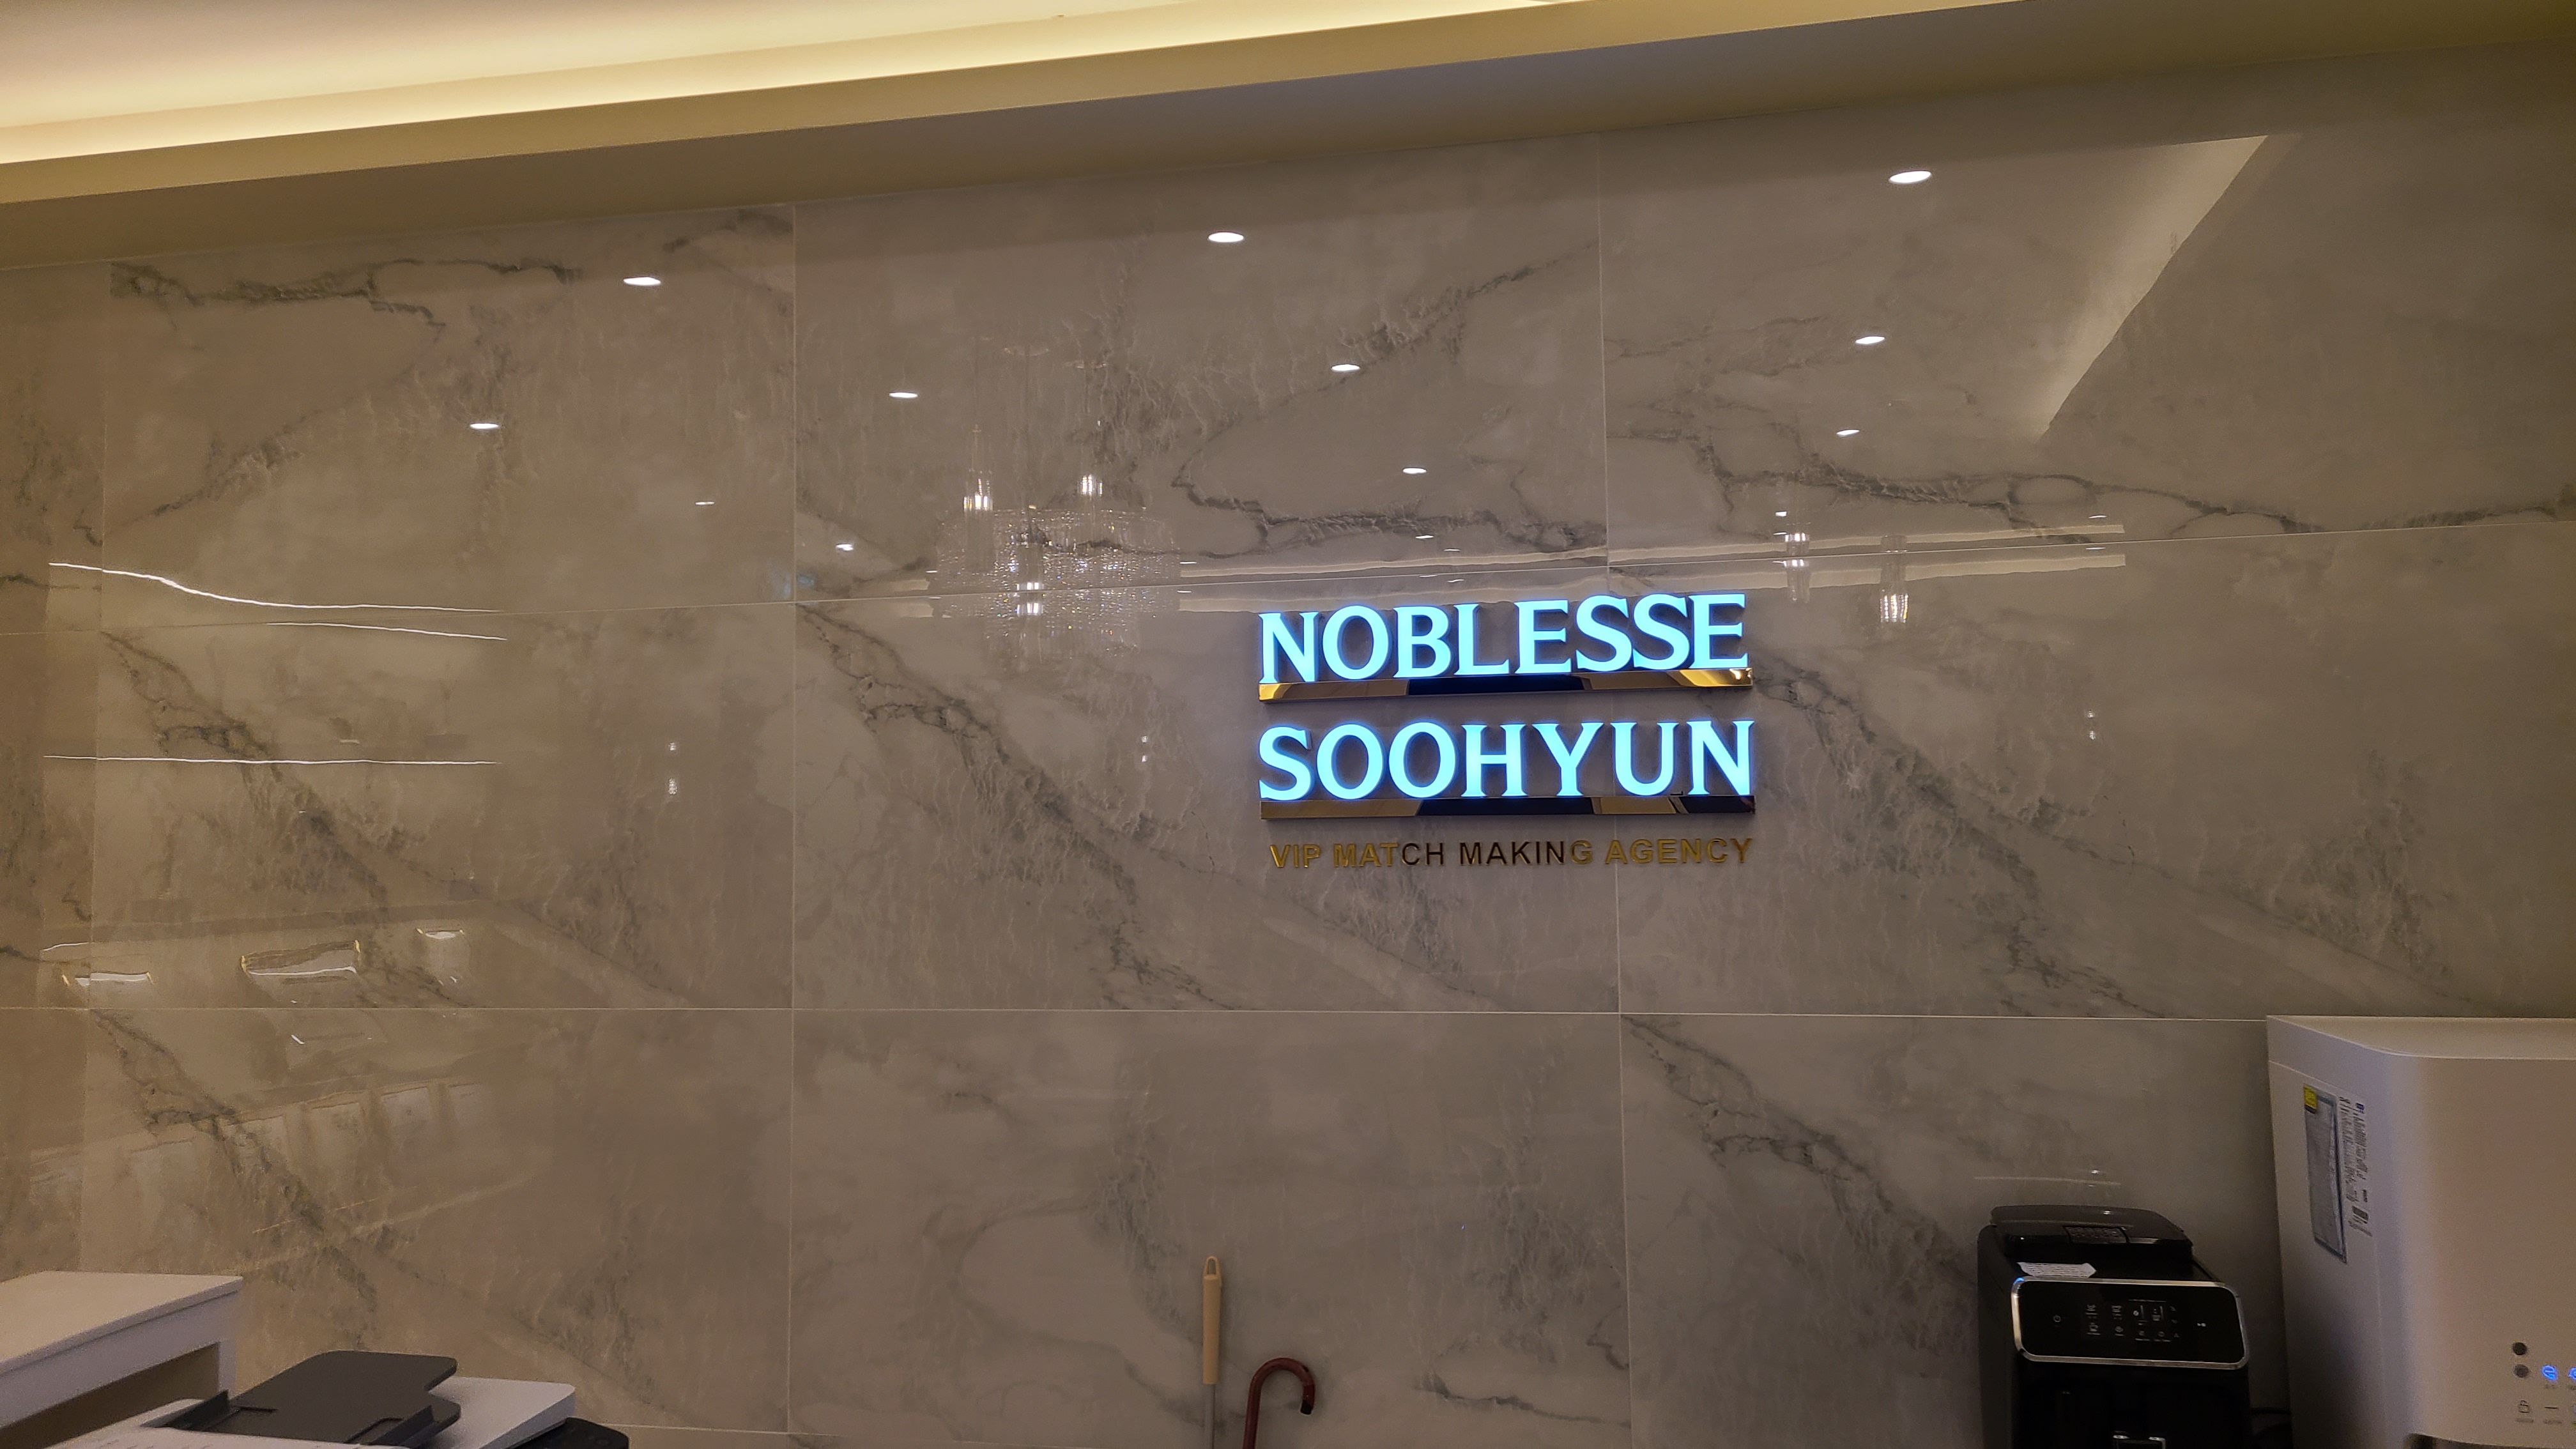 NOBLESSE
SOOHYUN
VIP MATCH MAKING AGENCY